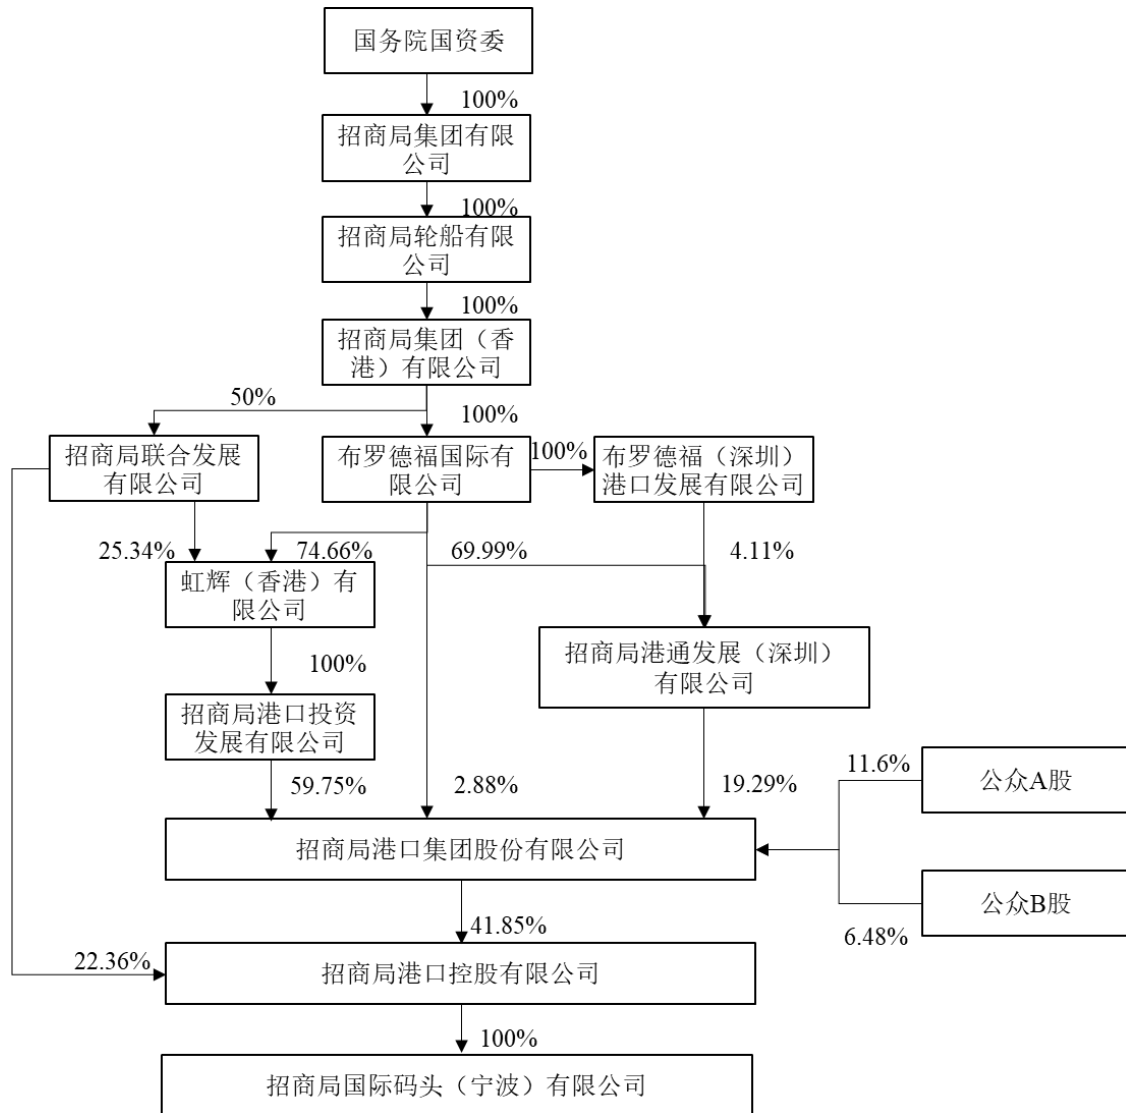 国务院国资委
100%
招商局集团有限
公司
100%
招商局轮船有限
公司
100%
招商局集团（香
港）有限公司
50%
100%
招商局联合发展
有限公司
布罗德福国际有
限公司
100%
布罗德福（深圳）
港口发展有限公司
25.34%
74.66%
69.99%
4.11%
虹辉（香港）有
限公司
招商局港通发展（深圳）
有限公司
100%
招商局港口投资
发展有限公司
59.75%
2.88%
19.29%
11.6%
公众A股
招商局港口集团股份有限公司
公众B股
6.48%
41.85%
22.36%
招商局港口控股有限公司
100%
招商局国际码头（宁波）有限公司